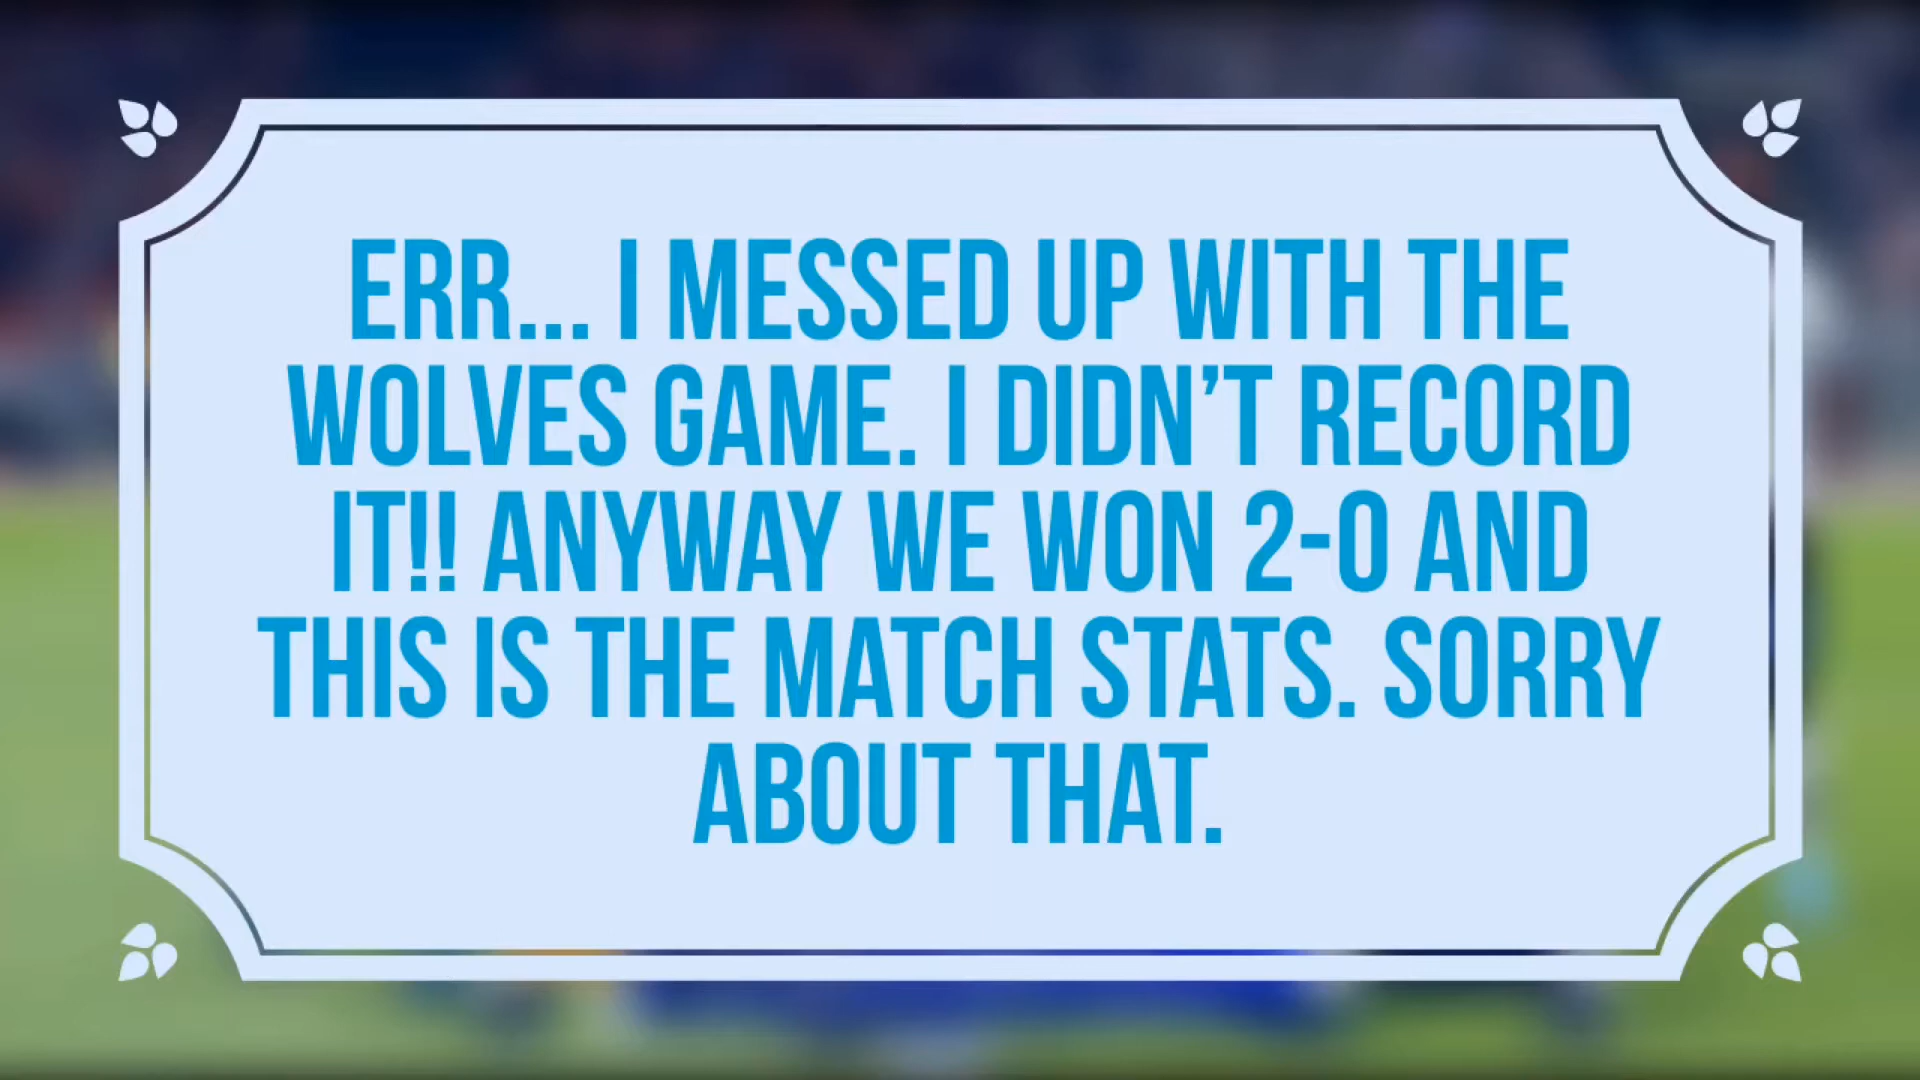 ERR... I MESSED UP WITH THE
WOLVES GAME. I DIDN'T RECORD
IT!! ANYWAY WE WON 2-0 AND
THIS IS THE MATCH STATS. SORRY
ABOUT THAT.